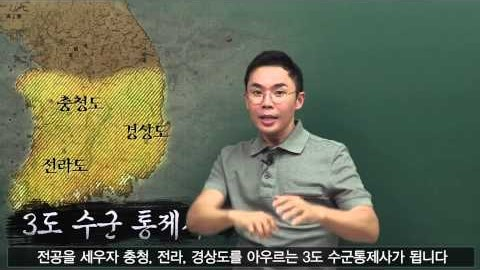 충청도
경상도
전라도
3도 수군 통제사
전공을 세우자 충청, 전라, 경상도를 아우르는 3도 수군통제사가 됩니다